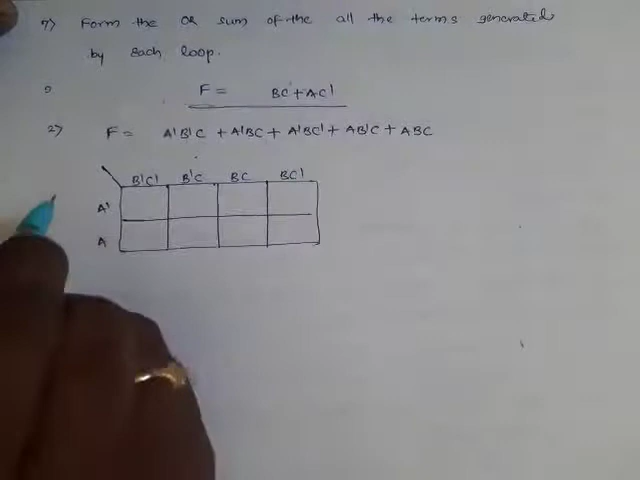 7) Form the OR sum of the all the terms generated
by each loop.
F = BC + AC'
2) F = A'B'C + A'BC + A'BC' + AB'C + ABC
B'C' B'C BC BC'
A'
A